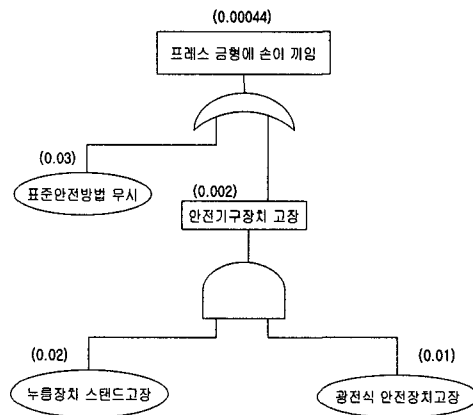 (0.00044)
프레스 금형에 손이 끼임
(0.03)
표준안전방법 무시
(0.002)
안전기구장치 고장
(0.02)
누름장치 스탠드고장
(0.01)
광전식 안전장치고장